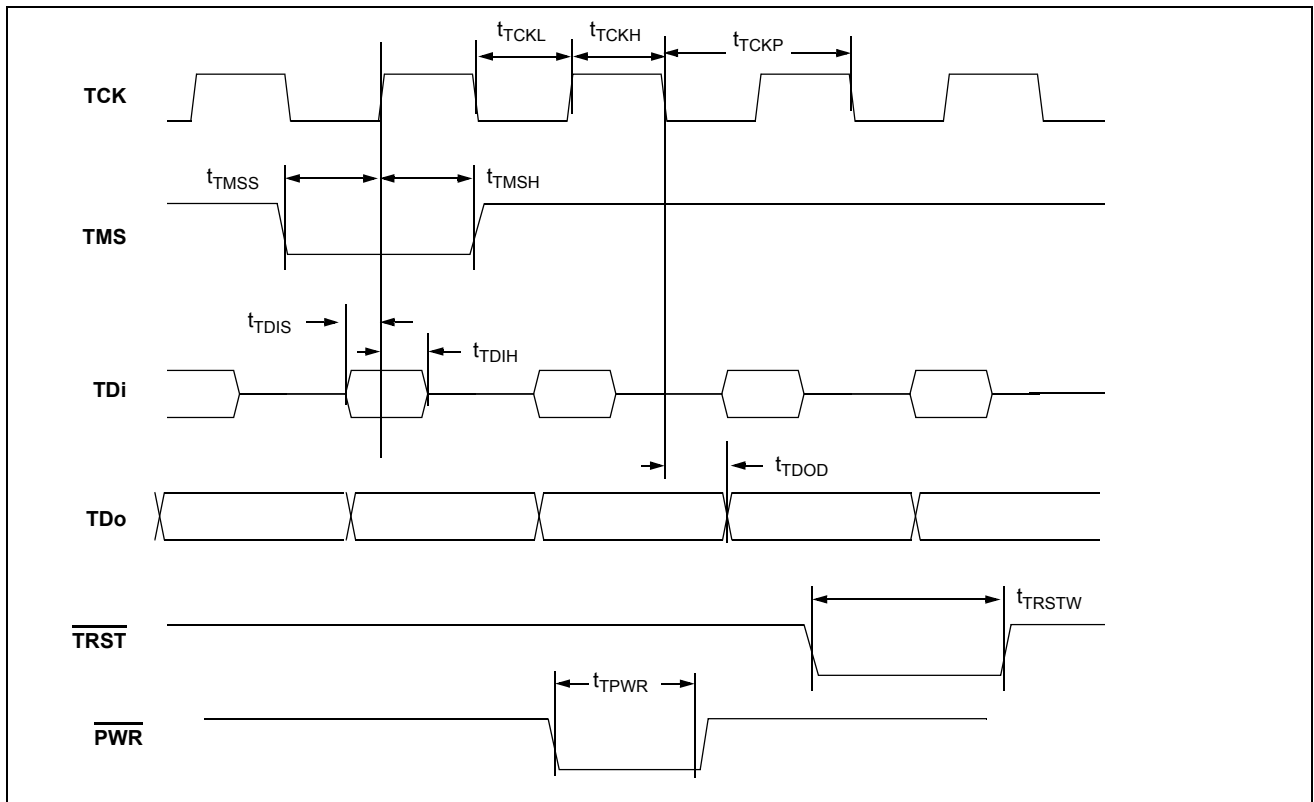 tTCKL
tTCKH
tTCKP
TCK
tTMSS
tTMSH
TMS
tTDIS
tTDIH
TDi
tTDOD
TDo
tTRSTW
TRST
tTPWR
PWR